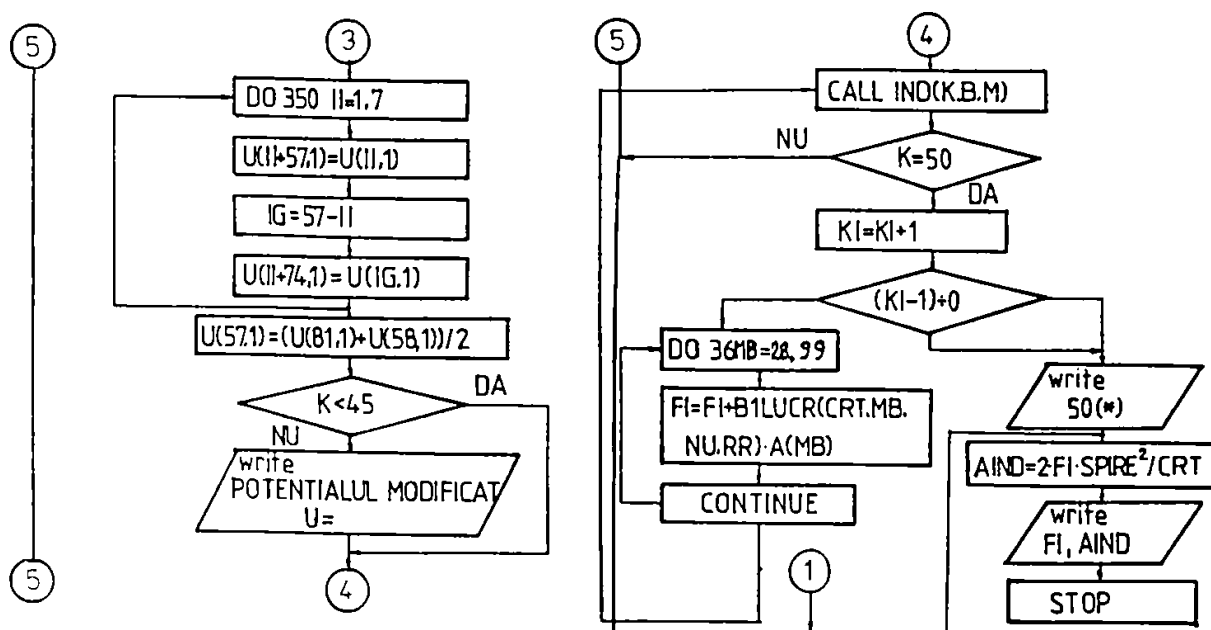 5
3
DO 350 II=1.7
U(II+57,1)=U(II,1)
IG=57-II
U(II+74,1)=U(IG.1)
U(57.1)=(U(81,1)+U(58,1))/2
K<45
DA
NU
write
POTENTIALUL MODIFICAT
U=
5
4
5
4
CALL IND(K.B.M)
NU
K=50
DA
KI=KI+1
(KI-1)÷0
DO 36MB=28,99
FI=FI+B1LUCR(CRT.MB.
NU.RR)·A(MB)
CONTINUE
1
write
50(*)
AIND=2·FI·SPIRE²/CRT
write
FI, AIND
STOP